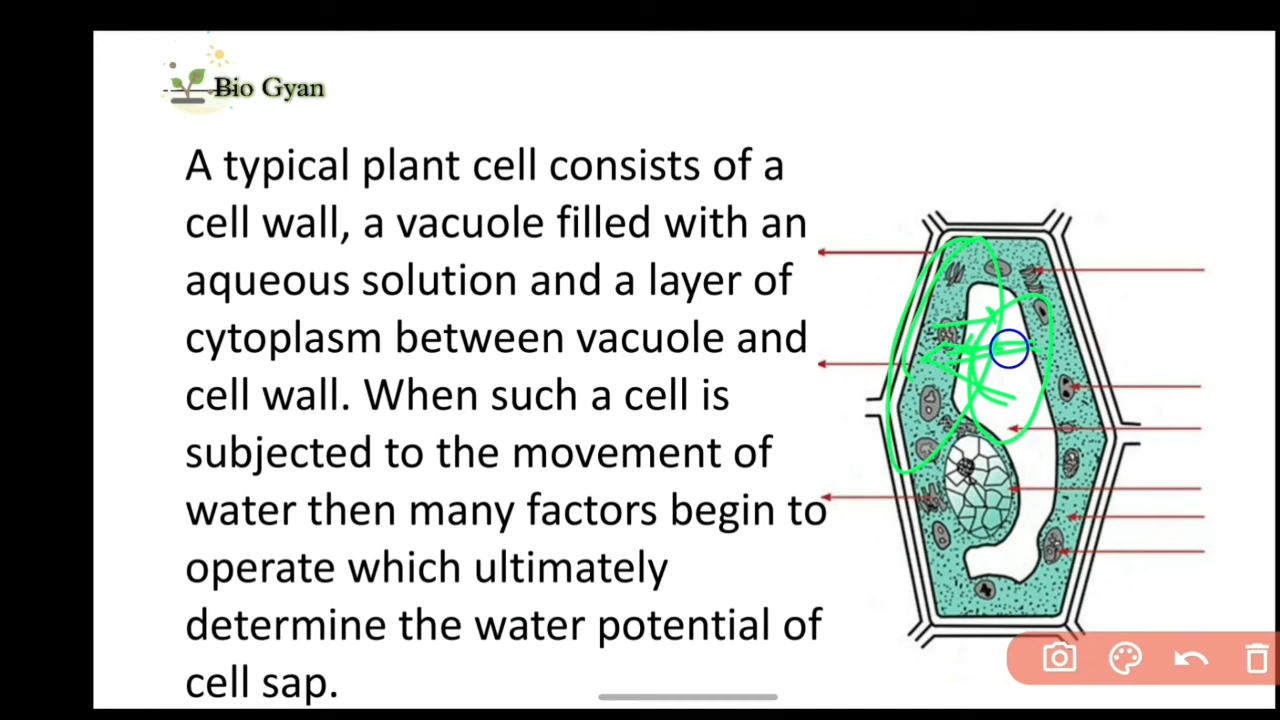 Bio Gyan
A typical plant cell consists of a
cell wall, a vacuole filled with an
aqueous solution and a layer of
cytoplasm between vacuole and
cell wall. When such a cell is
subjected to the movement of
water then many factors begin to
operate which ultimately
determine the water potential of
cell sap.